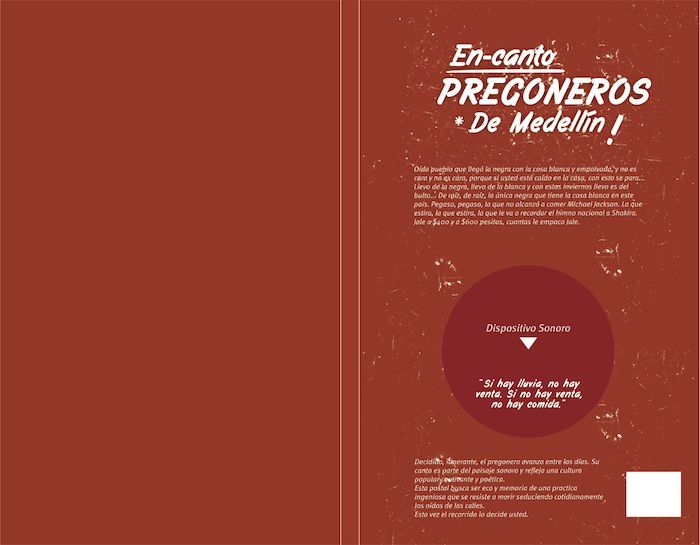 En-canto
PREGONEROS
* De Medellín !
Oído pueblo que llegó la negra con la cosa blanca y empolvada, y no es
cara y no es cara, porque si usted está caído en la casa, con esto se para...
Llevo de la negra, llevo de la blanca y con estos inviernos llevo es del
bulto... De raíz, de raíz, la única negra que tiene la cosa blanca en este
país. Pegaso, pegaso, la que no alcanzó a comer Michael Jackson. La que
estira, la que estira, la que le va a recordar el himno nacional a Shakira.
Jale a $400 y a $600 pesitos, cuantas le empaco Jale.
Dispositivo Sonoro
"Si hay lluvia, no hay
venta. Si no hay venta,
no hay comida."
Decidido, itinerante, el pregonero avanza entre los días. Su
canto es parte del paisaje sonoro y refleja una cultura
popular, cautivante y poética.
Esta postal busca ser eco y memoria de una practica
ingeniosa que se resiste a morir seduciendo cotidianamente
los oídos de las calles.
Esta vez el recorrido lo decide usted.